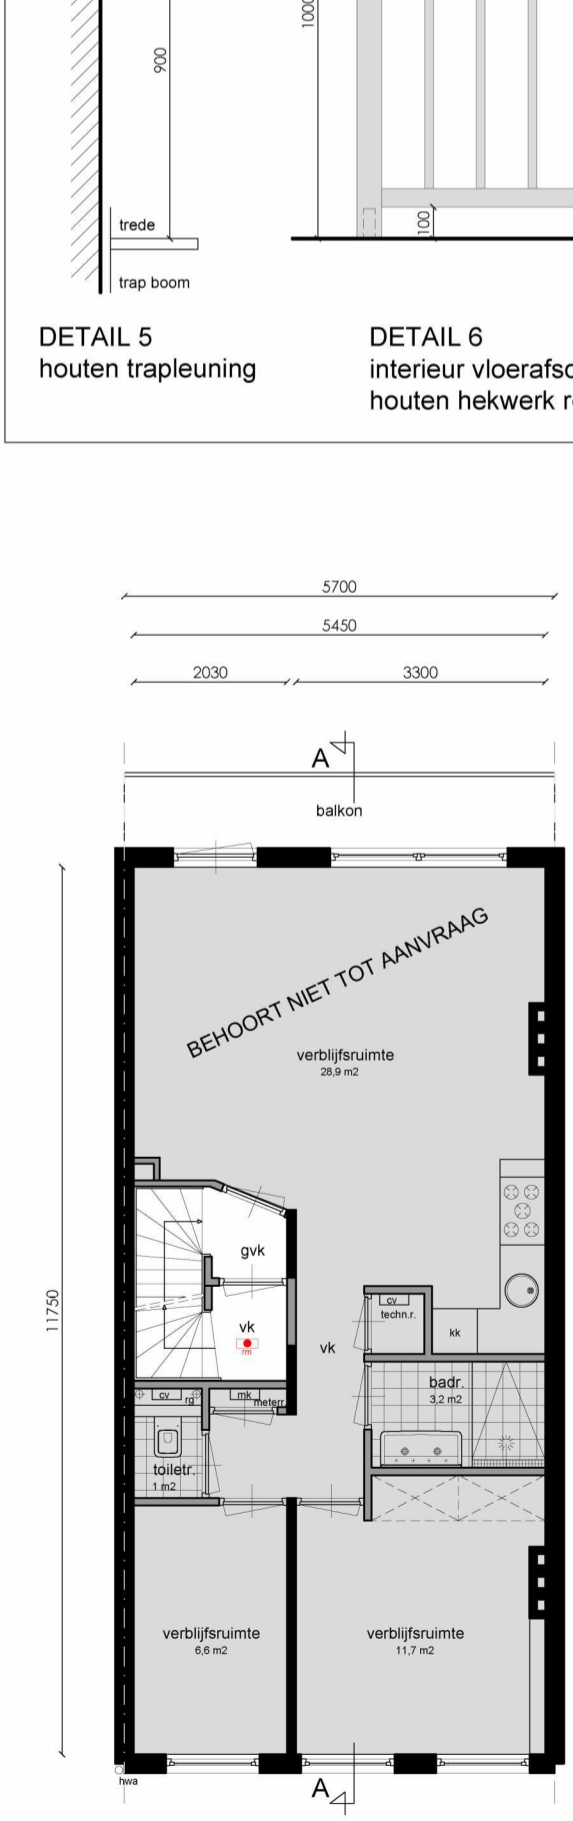 900
1000
100
trede
trap boom
DETAIL 5
houten trapleuning
DETAIL 6
interieur
houten hekwerk
5700
5450
2030
3300
A
balkon
BEHOORT NIET TOT AANVRAAG
verblijfsruimte
28,9 m2
11750
gvk
vk
rm
vk
cv
techn.r.
kk
badr.
3,2 m2
cv
rg
mk
meterr
toiletr.
1 m2
verblijfsruimte
6,6 m2
verblijfsruimte
11,7 m2
hwa
A